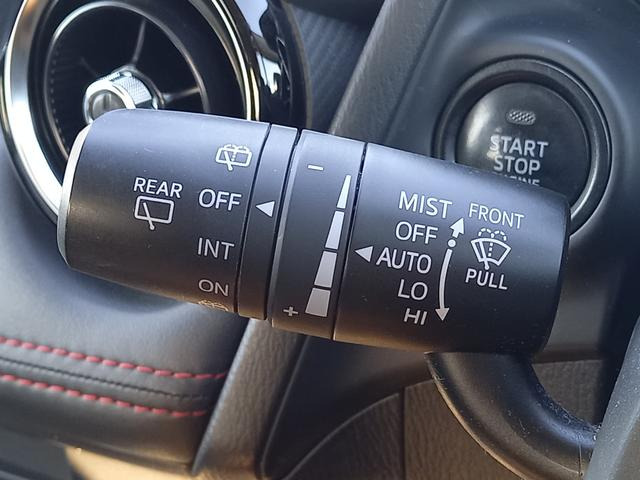 REAR
OFF
INT
ON
−
+
MIST
OFF
AUTO
LO
HI
FRONT
PULL
START
STOP